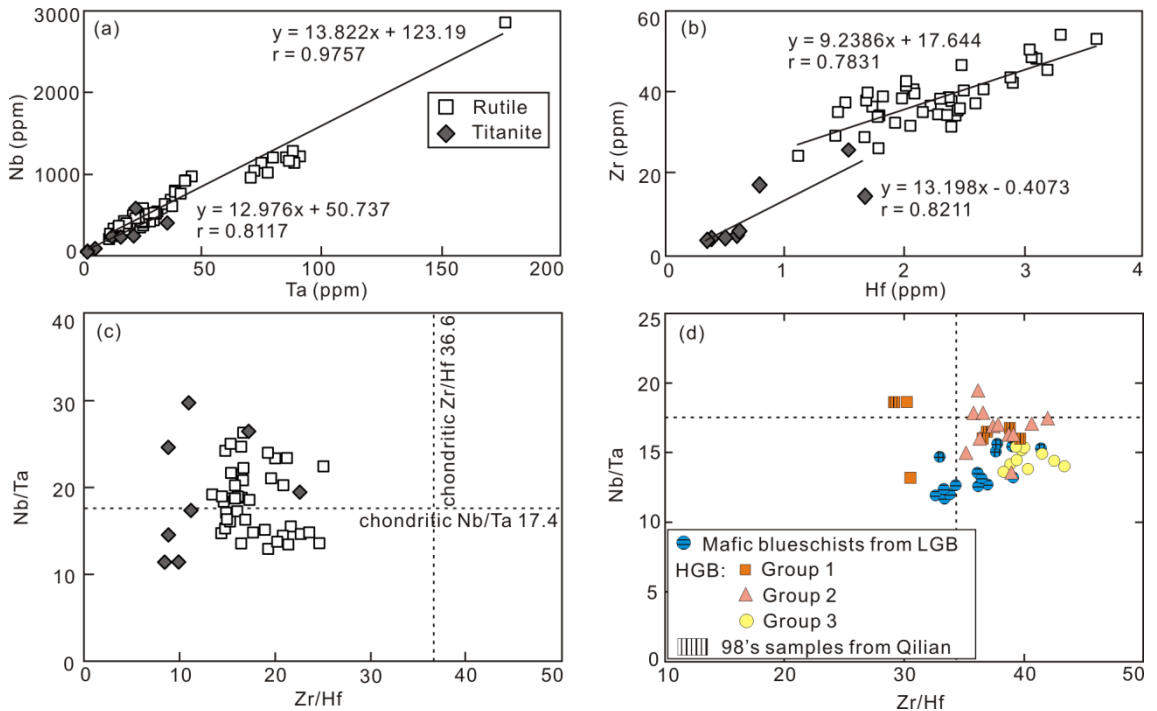 (a)
y = 13.822x + 123.19
r = 0.9757
Rutile
Titanite
y = 12.976x + 50.737
r = 0.8117
Nb (ppm)
3000
2000
1000
0
0 50 100 150 200
Ta (ppm)
(b)
y = 9.2386x + 17.644
r = 0.7831
y = 13.198x - 0.4073
r = 0.8211
Zr (ppm)
60
40
20
0
0 1 2 3 4
Hf (ppm)
(c)
chondritic Zr/Hf 36.6
chondritic Nb/Ta 17.4
Nb/Ta
40
30
20
10
0
0 10 20 30 40 50
Zr/Hf
(d)
Nb/Ta
25
20
15
10
5
0
Mafic blueschists from LGB
HGB: Group 1
Group 2
Group 3
98's samples from Qilian
10 20 30 40 50
Zr/Hf